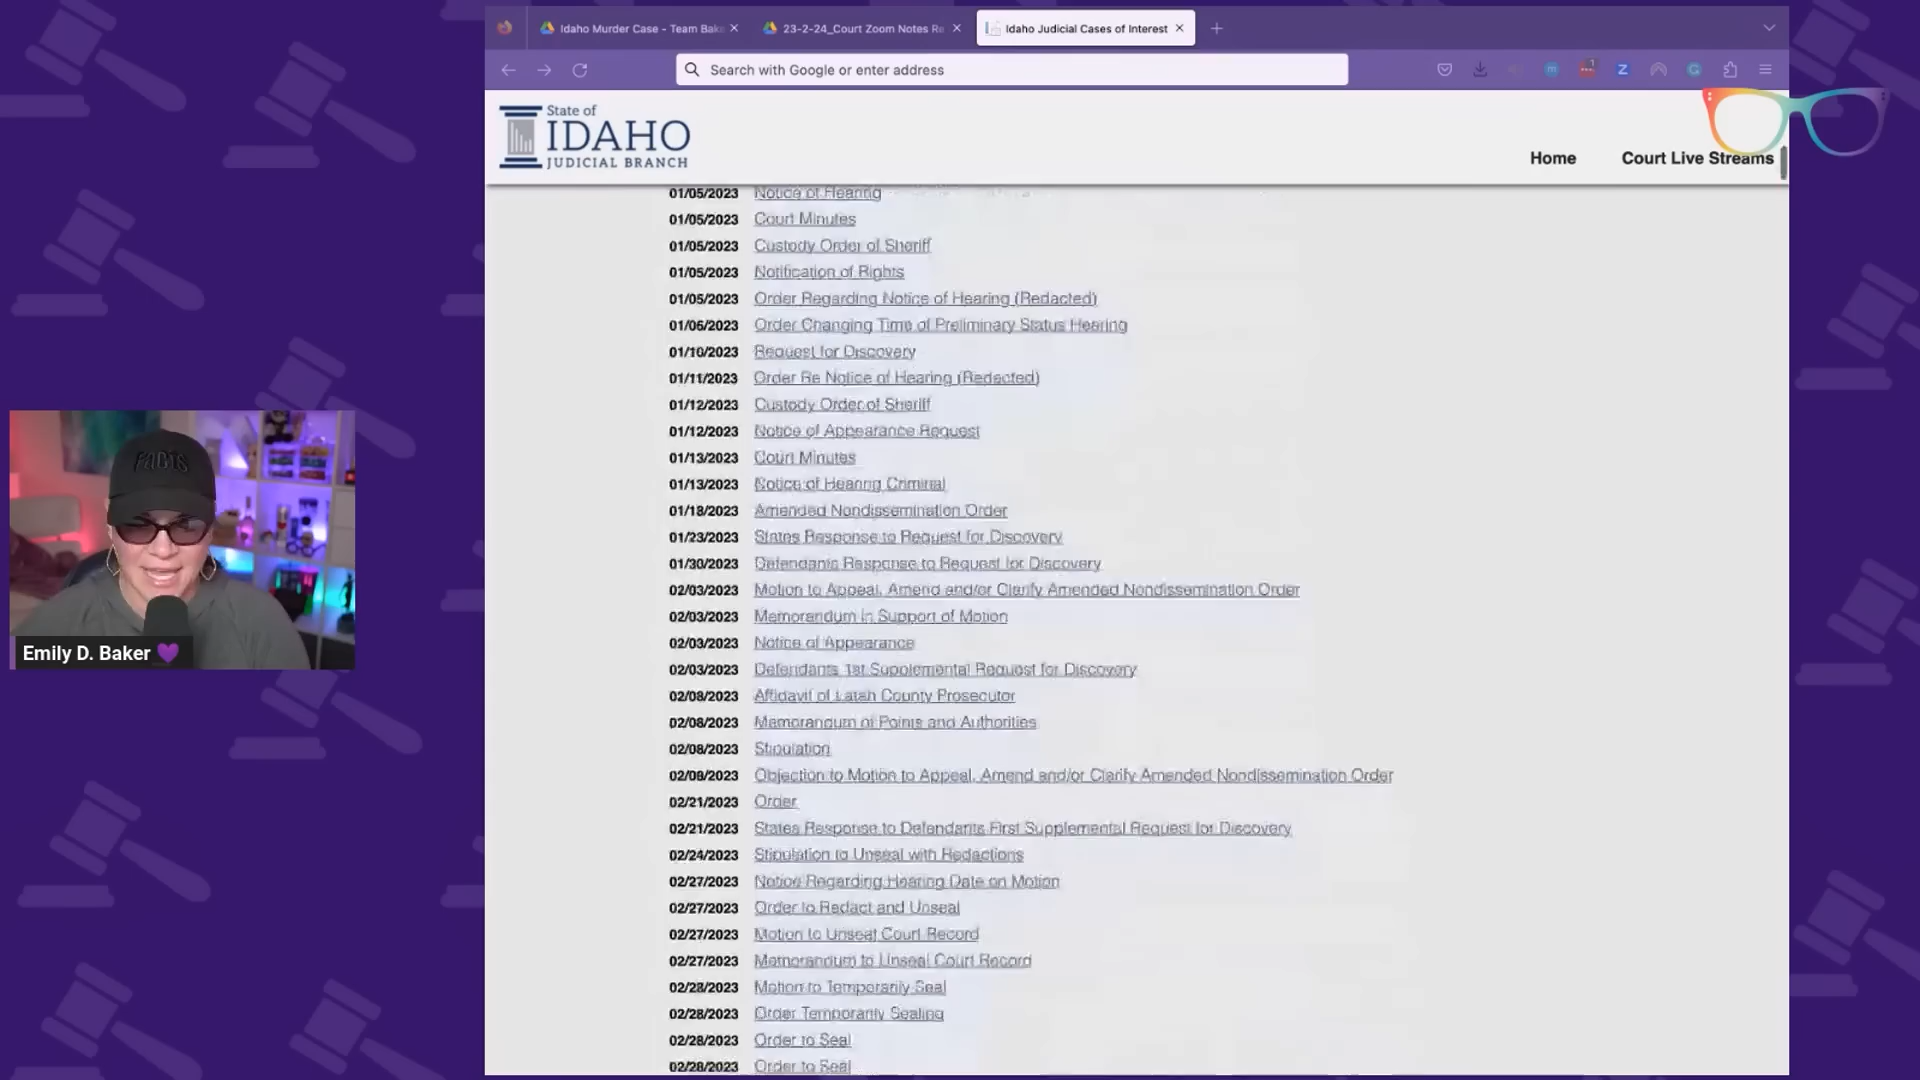 Idaho Murder Case - Team Bak
23-2-24_Court Zoom Notes Re
Idaho Judicial Cases of Interest
Search with Google or enter address
State of
IDAHO
JUDICIAL BRANCH
Home
Court Live Streams
01/05/2023 Notice of Hearing
01/05/2023 Court Minutes
01/05/2023 Custody Order of Sheriff
01/05/2023 Notification of Rights
01/05/2023 Order Regarding Notice of Hearing (Redacted)
01/06/2023 Order Changing Time of Preliminary Status Hearing
01/10/2023 Request for Discovery
01/11/2023 Order Re Notice of Hearing (Redacted)
01/12/2023 Custody Order of Sheriff
01/12/2023 Notice of Appearance Request
01/13/2023 Court Minutes
01/13/2023 Notice of Hearing Criminal
01/18/2023 Amended Nondissemination Order
01/23/2023 States Response to Request for Discovery
01/30/2023 Defendants Response to Request for Discovery
02/03/2023 Motion to Appeal, Amend and/or Clarify Amended Nondissemination Order
02/03/2023 Memorandum in Support of Motion
02/03/2023 Notice of Appearance
02/03/2023 Defendants 1st Supplemental Request for Discovery
02/08/2023 Affidavit of Latah County Prosecutor
02/08/2023 Memorandum of Points and Authorities
02/08/2023 Stipulation
02/09/2023 Objection to Motion to Appeal, Amend and/or Clarify Amended Nondissemination Order
02/21/2023 Order
02/21/2023 States Response to Defendants First Supplemental Request for Discovery
02/24/2023 Stipulation to Unseal with Redactions
02/27/2023 Notice Regarding Hearing Date on Motion
02/27/2023 Order to Redact and Unseal
02/27/2023 Motion to Unseal Court Record
02/27/2023 Memorandum to Unseal Court Record
02/28/2023 Motion to Temporarily Seal
02/28/2023 Order Temporarily Sealing
02/28/2023 Order to Seal
02/28/2023 Order to Seal
FACTS
Emily D. Baker 💜